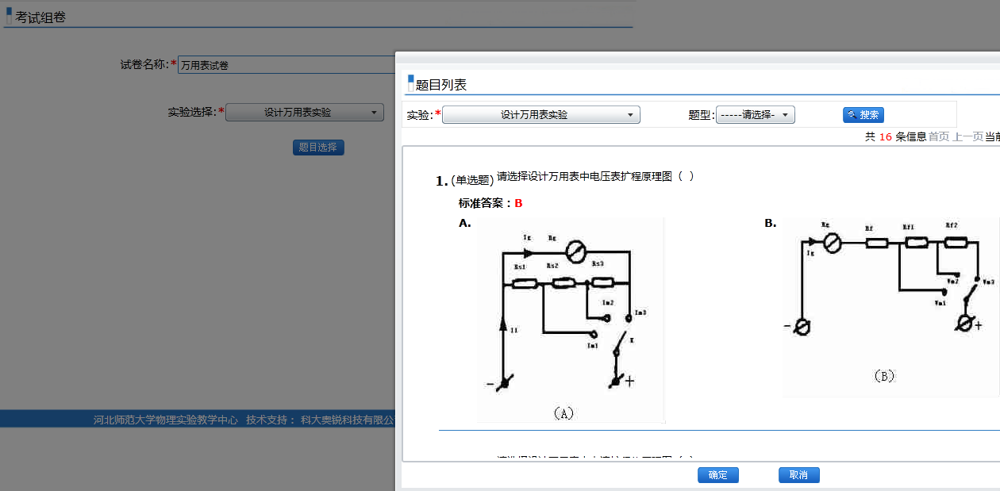 考试组卷
试卷名称:*万用表试卷
实验选择:* 设计万用表实验
题目选择
河北师范大学物理实验教学中心 技术支持： 科大奥锐科技有限公
题目列表
实验:* 设计万用表实验 题型: -----请选择- 搜索
共 16 条信息首页 上一页当前
1. (单选题) 请选择设计万用表中电压表扩程原理图（ ）
标准答案：B
A.
Ig Rg
Rs1 Rs2 Rs3
Im2
Im3
I1
Im1 K
- +
(A)
B.
Rg Rf Rf1 Rf2
Ig
Vm2 Vm3
Vm1
- +
(B)
确定 取消